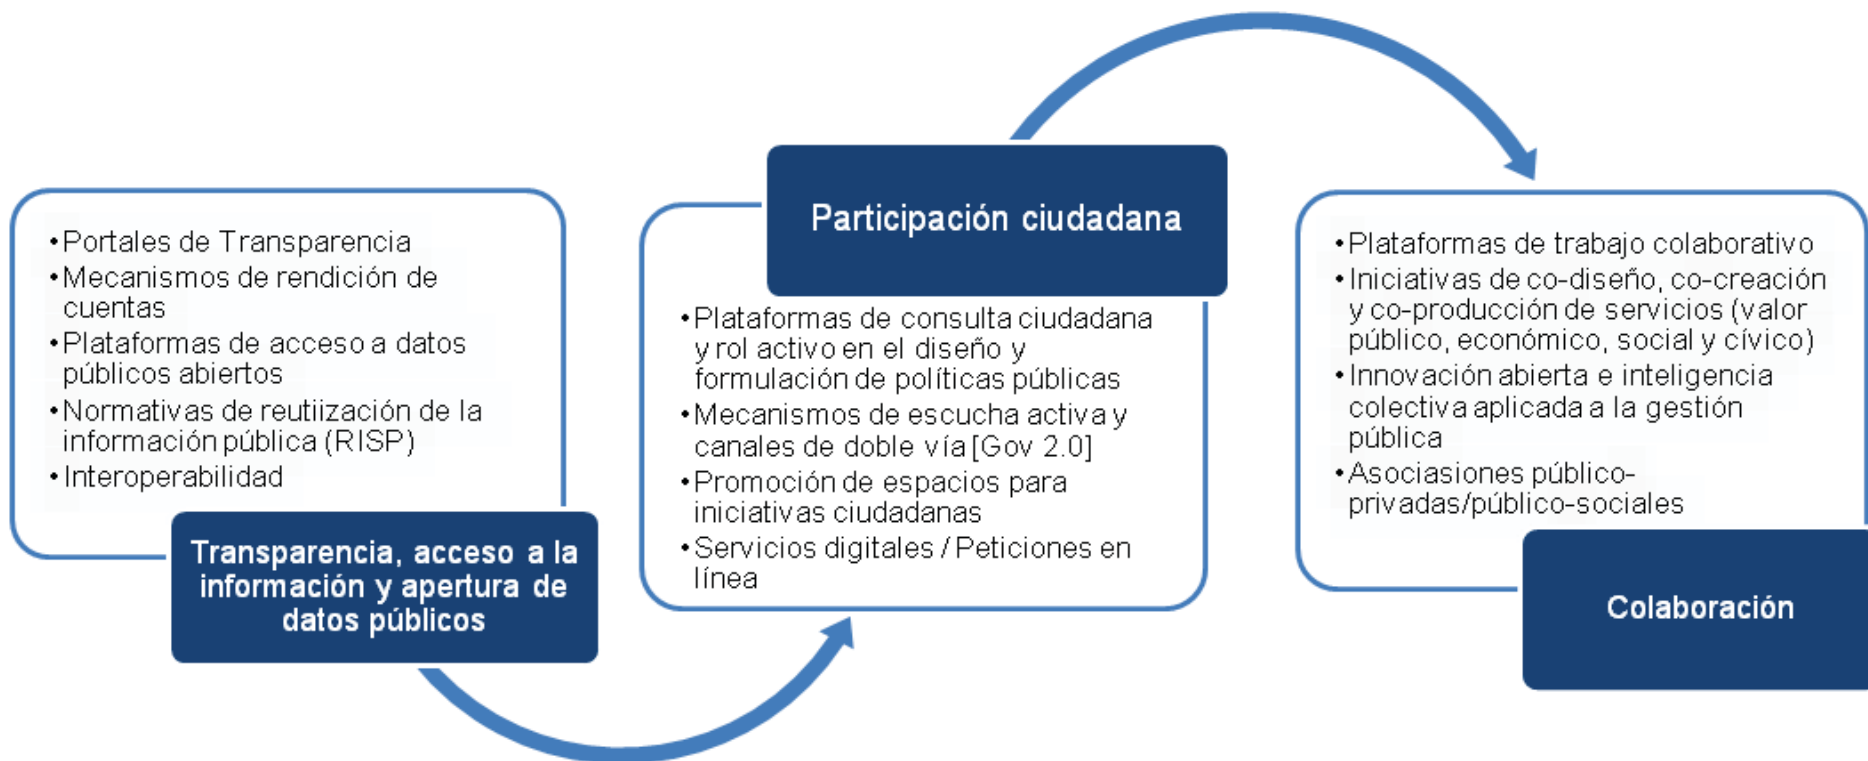 •Portales de Transparencia
•Mecanismos de rendición de
cuentas
•Plataformas de acceso a datos
públicos abiertos
•Normativas de reutiización de la
información pública (RISP)
•Interoperabilidad
Transparencia, acceso a la
información y apertura de
datos públicos
Participación ciudadana
•Plataformas de consulta ciudadana
y rol activo en el diseño y
formulación de políticas públicas
•Mecanismos de escucha activa y
canales de doble vía [Gov 2.0]
•Promoción de espacios para
iniciativas ciudadanas
•Servicios digitales / Peticiones en
línea
•Plataformas de trabajo colaborativo
•Iniciativas de co-diseño, co-creación
y co-producción de servicios (valor
público, económico, social y cívico)
•Innovación abierta e inteligencia
colectiva aplicada a la gestión
pública
•Asociasiones público-
privadas/público-sociales
Colaboración